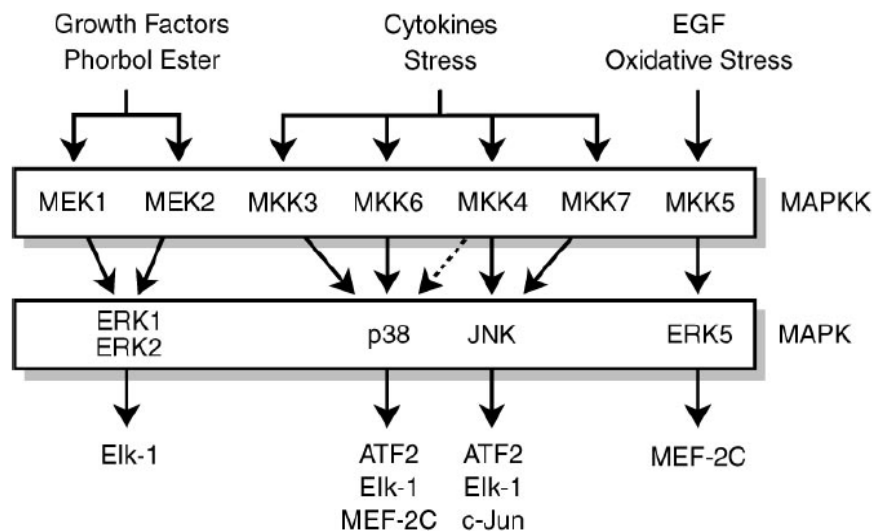 Growth Factors
Phorbol Ester
Cytokines
Stress
EGF
Oxidative Stress
MEK1 MEK2 MKK3 MKK6 MKK4 MKK7 MKK5 MAPKK
ERK1
ERK2
p38 JNK ERK5 MAPK
Elk-1
ATF2
Elk-1
MEF-2C
ATF2
Elk-1
c-Jun
MEF-2C